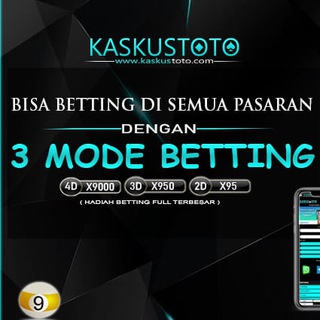 KASKUSTOTO
www.kaskustoto.com
BISA BETTING DI SEMUA PASARAN
DENGAN
3 MODE BETTING
4D X9000 3D X950 2D X95
( HADIAH BETTING FULL TERBESAR )
9